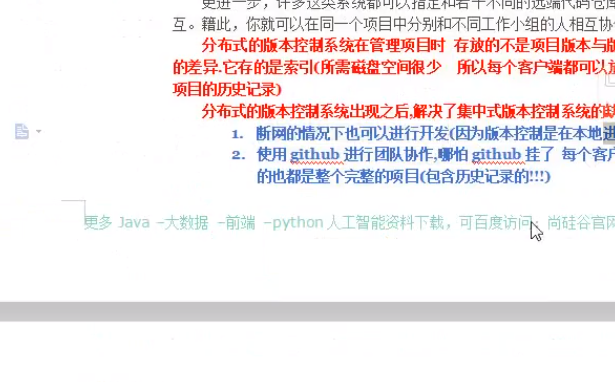 更进一步，许多这类系统都可以指定和若干不同的远端代码仓库
互。籍此，你就可以在同一个项目中分别和不同工作小组的人相互协
分布式的版本控制系统在管理项目时 存放的不是项目版本与版
的差异.它存的是索引(所需磁盘空间很少 所以每个客户端都可以放
项目的历史记录)
分布式的版本控制系统出现之后,解决了集中式版本控制系统的缺
1. 断网的情况下也可以进行开发(因为版本控制是在本地进
2. 使用 github 进行团队协作,哪怕 github 挂了 每个客户
的也都是整个完整的项目(包含历史记录的!!!)
更多 Java –大数据 –前端 –python 人工智能资料下载，可百度访问：尚硅谷官网